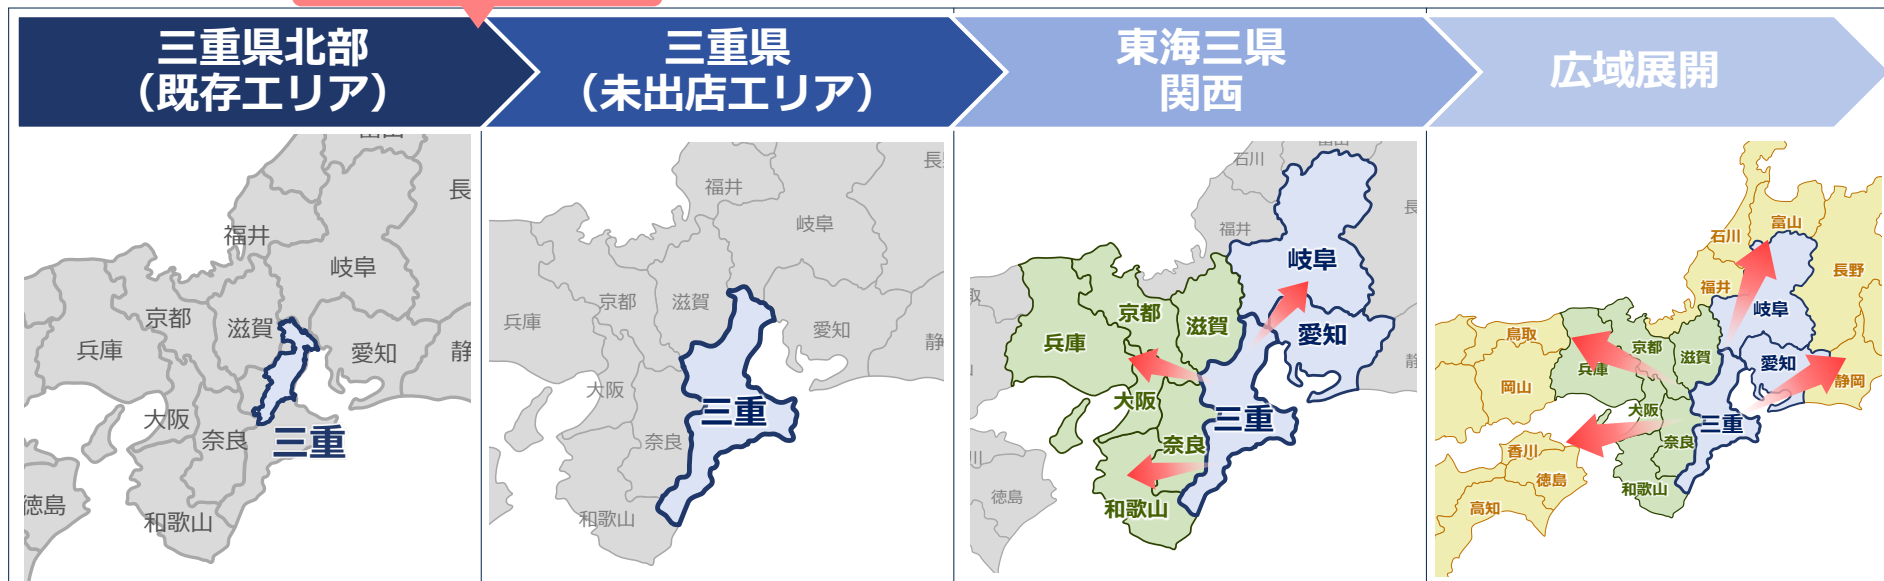 三重県北部
（既存エリア）
三重県
（未出店エリア）
東海三県
関西
広域展開
福井
岐阜
京都
滋賀
兵庫
愛知
静
長
大阪
奈良
三重
徳島
和歌山
福井
岐阜
長
京都
滋賀
兵庫
愛知
静
大阪
三重
奈良
徳島
和歌山
石川
富山
福井
長
岐阜
京都
滋賀
愛知
兵庫
静
大阪
三重
奈良
徳島
和歌山
富山
石川
長野
福井
岐阜
鳥取
京都
滋賀
愛知
兵庫
岡山
静岡
大阪
三重
奈良
香川
徳島
和歌山
高知